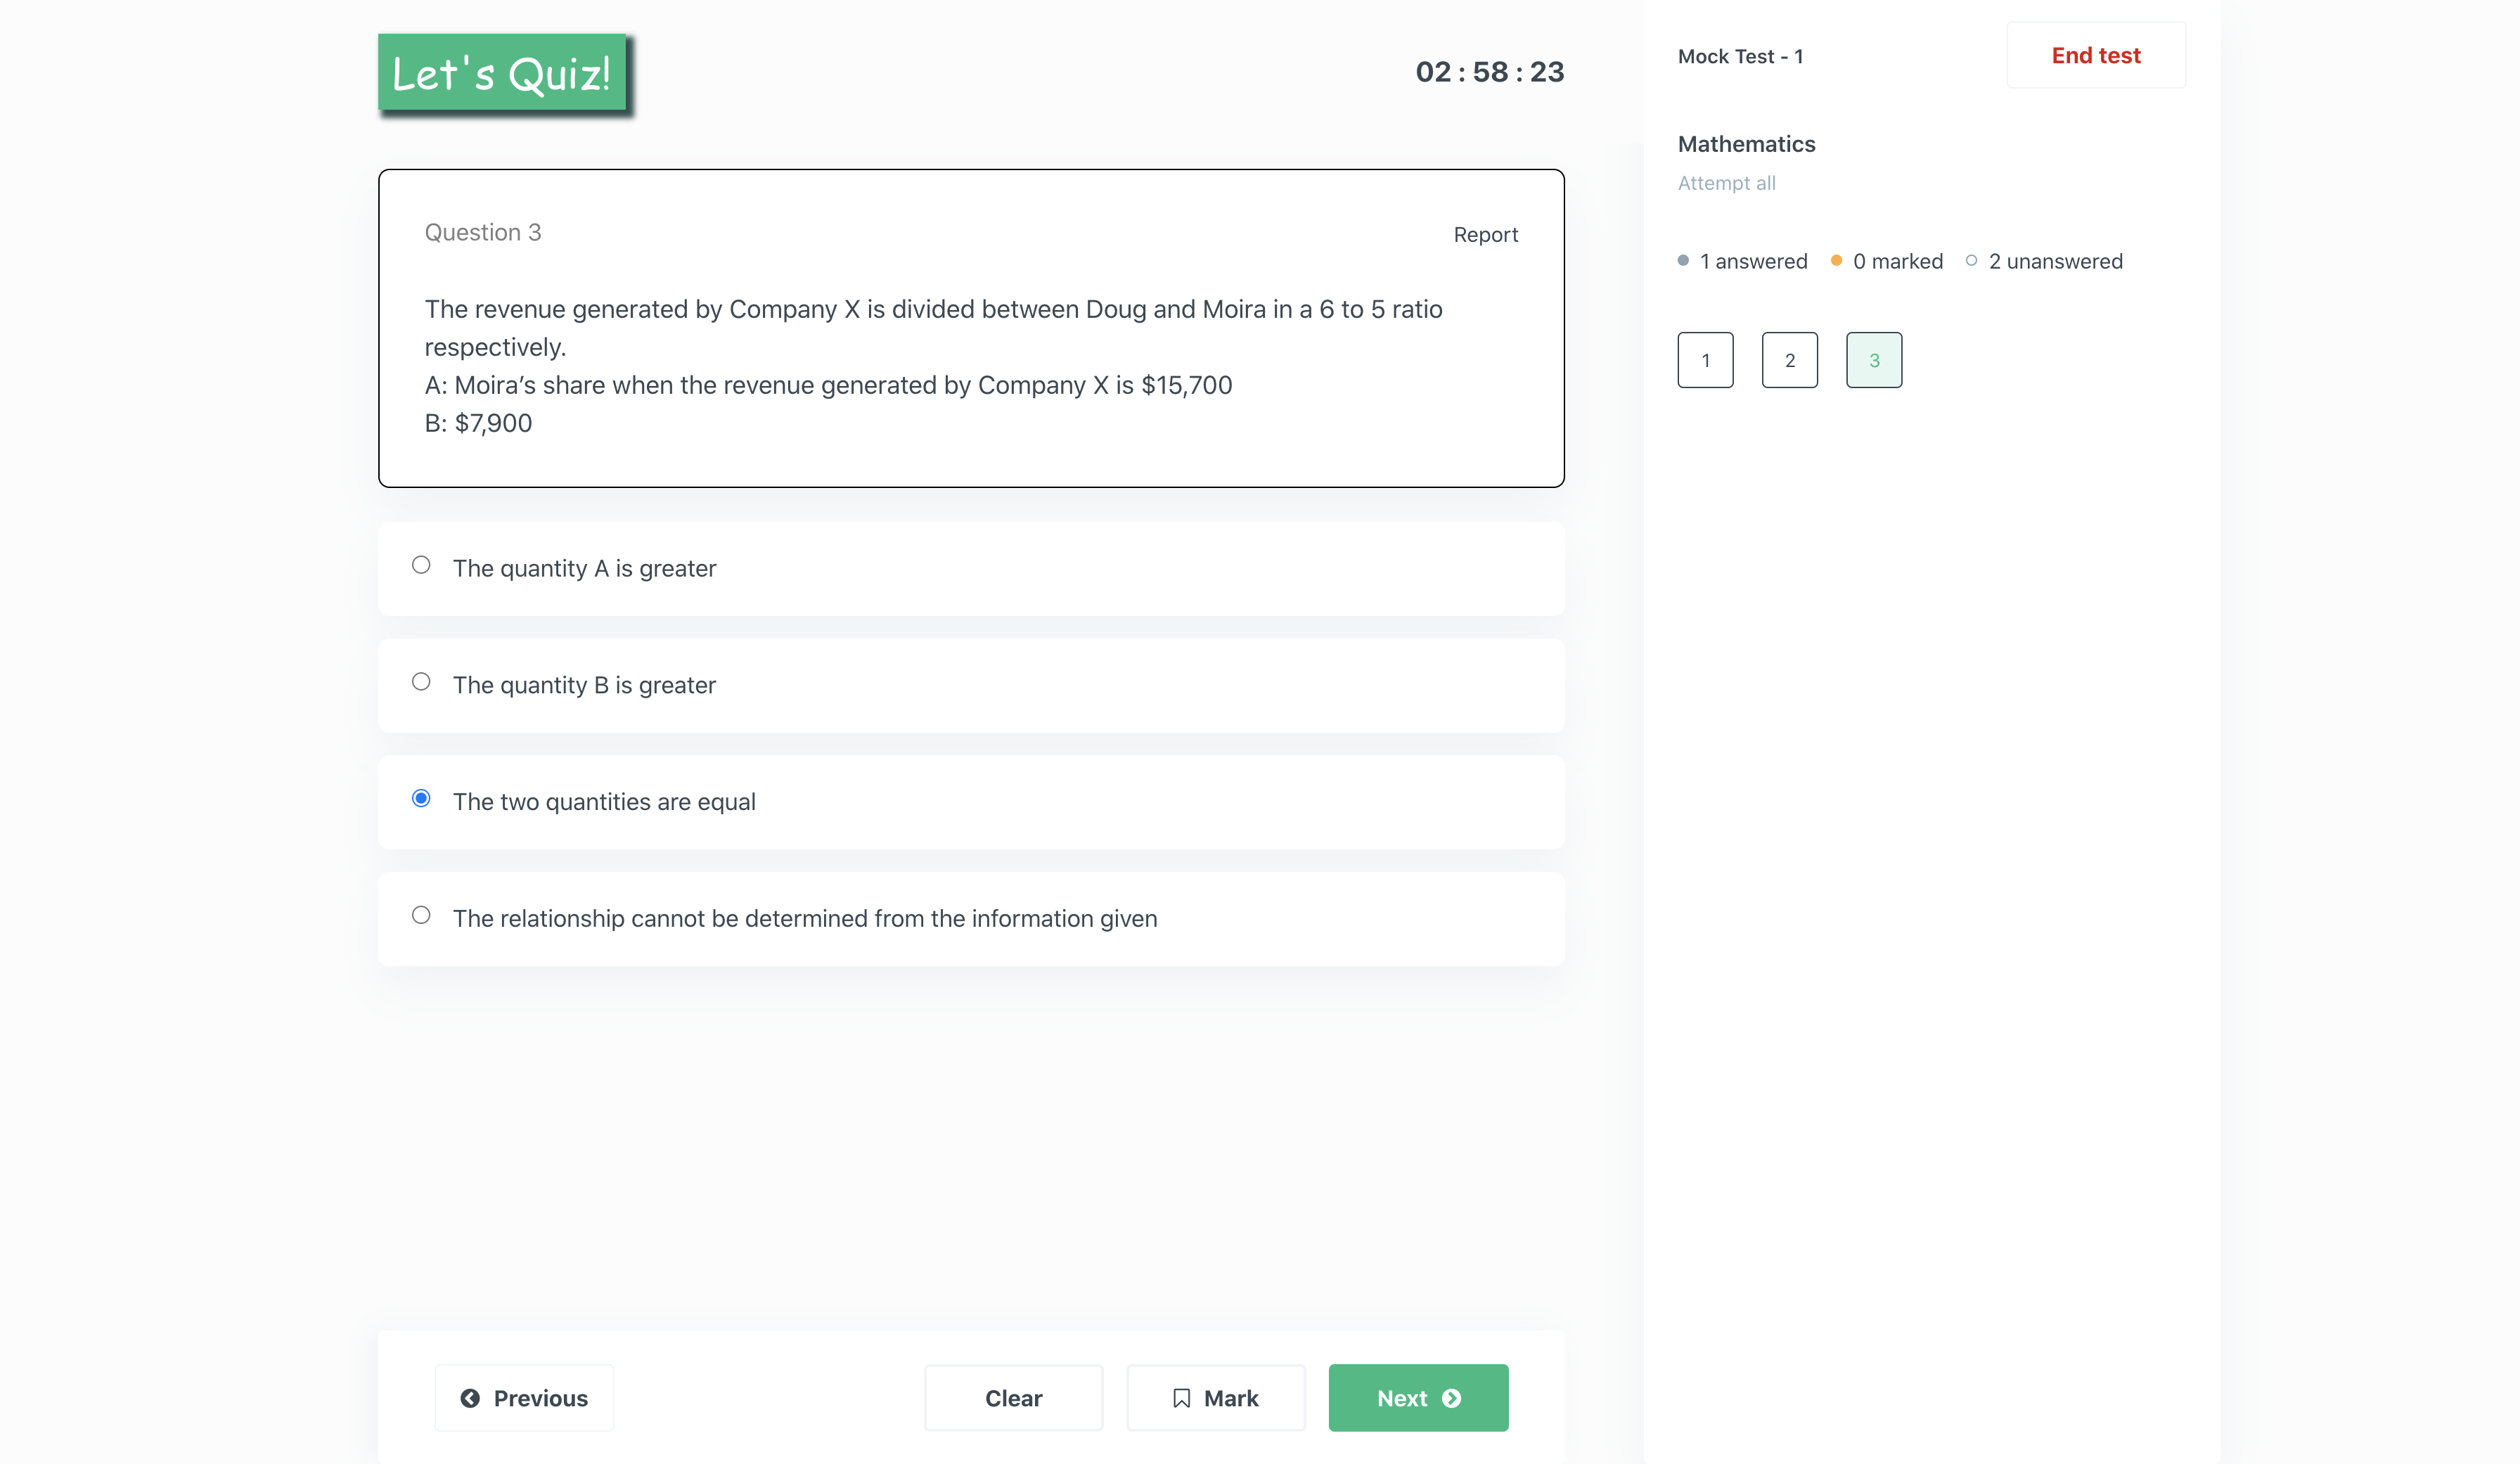 Let's Quiz!
02 : 58 : 23
Question 3
Report
The revenue generated by Company X is divided between Doug and Moira in a 6 to 5 ratio
respectively.
A: Moira’s share when the revenue generated by Company X is $15,700
B: $7,900
The quantity A is greater
The quantity B is greater
The two quantities are equal
The relationship cannot be determined from the information given
Previous
Clear
Mark
Next
Mock Test - 1
End test
Mathematics
Attempt all
1 answered
0 marked
2 unanswered
1
2
3